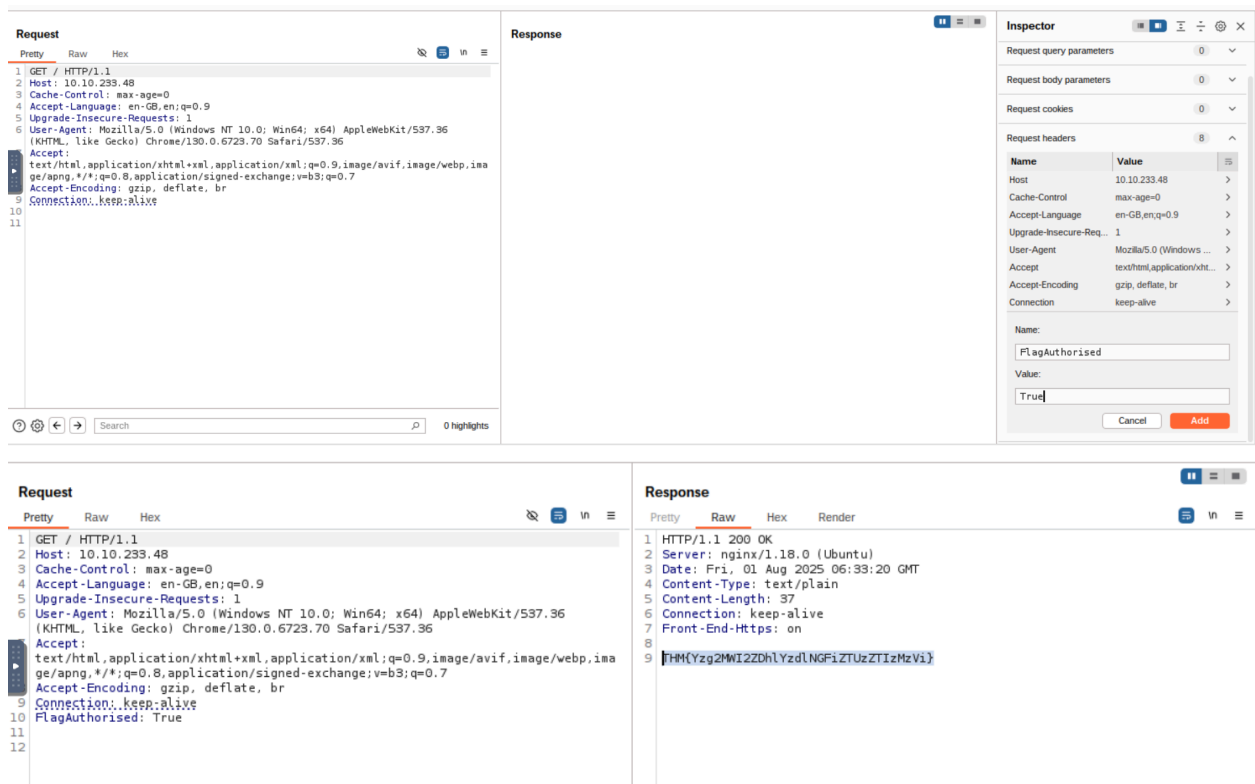 Request
Response
Inspector
Pretty Raw Hex
\n
1 GET / HTTP/1.1
2 Host: 10.10.233.48
3 Cache-Control: max-age=0
4 Accept-Language: en-GB,en;q=0.9
5 Upgrade-Insecure-Requests: 1
6 User-Agent: Mozilla/5.0 (Windows NT 10.0; Win64; x64) AppleWebKit/537.36
(KHTML, like Gecko) Chrome/130.0.6723.70 Safari/537.36
Accept:
text/html,application/xhtml+xml,application/xml;q=0.9,image/avif,image/webp,ima
ge/apng,*/*;q=0.8,application/signed-exchange;v=b3;q=0.7
Accept-Encoding: gzip, deflate, br
9 Connection: keep-alive
10
11
Search
0 highlights
Request query parameters 0
Request body parameters 0
Request cookies 0
Request headers 8
Name Value
Host 10.10.233.48
Cache-Control max-age=0
Accept-Language en-GB,en;q=0.9
Upgrade-Insecure-Req... 1
User-Agent Mozilla/5.0 (Windows ...
Accept text/html,application/xht...
Accept-Encoding gzip, deflate, br
Connection keep-alive
Name:
FlagAuthorised
Value:
True
Cancel Add
Request
Pretty Raw Hex
\n
1 GET / HTTP/1.1
2 Host: 10.10.233.48
3 Cache-Control: max-age=0
4 Accept-Language: en-GB,en;q=0.9
5 Upgrade-Insecure-Requests: 1
6 User-Agent: Mozilla/5.0 (Windows NT 10.0; Win64; x64) AppleWebKit/537.36
(KHTML, like Gecko) Chrome/130.0.6723.70 Safari/537.36
Accept:
text/html,application/xhtml+xml,application/xml;q=0.9,image/avif,image/webp,ima
ge/apng,*/*;q=0.8,application/signed-exchange;v=b3;q=0.7
Accept-Encoding: gzip, deflate, br
9 Connection: keep-alive
10 FlagAuthorised: True
11
12
Response
Pretty Raw Hex Render
\n
1 HTTP/1.1 200 OK
2 Server: nginx/1.18.0 (Ubuntu)
3 Date: Fri, 01 Aug 2025 06:33:20 GMT
4 Content-Type: text/plain
5 Content-Length: 37
6 Connection: keep-alive
7 Front-End-Https: on
8
9 THM{Yzg2MWI2ZDhlYzdlNGFiZTUzZTIzMzVi}